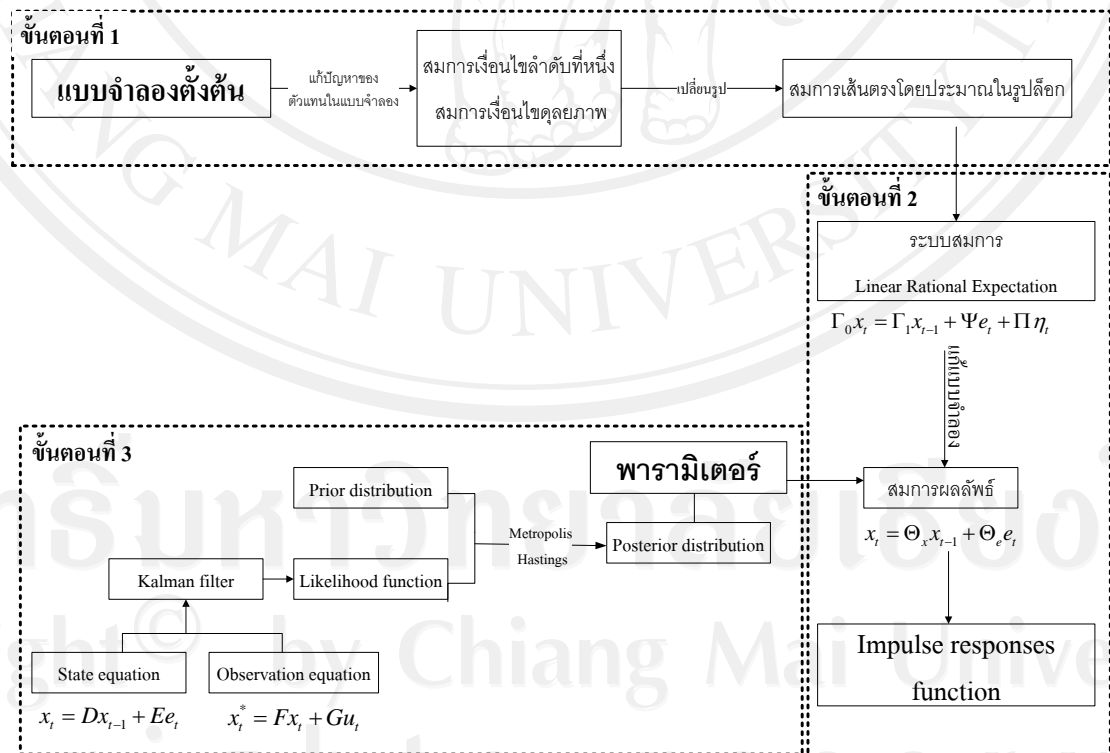 ขั้นตอนที่ 1
แบบจำลองตั้งต้น
แก้ปัญหาของ
ตัวแทนในแบบจำลอง
สมการเงื่อนไขลำดับที่หนึ่ง
สมการเงื่อนไขดุลยภาพ
เปลี่ยนรูป
สมการเส้นตรงโดยประมาณในรูปล็อก
ขั้นตอนที่ 2
ระบบสมการ
Linear Rational Expectation
Γ₀xₜ = Γ₁xₜ₋₁ + Ψeₜ + Πηₜ
แก้แบบจำลอง
สมการผลลัพธ์
xₜ = Θₓxₜ₋₁ + Θₑeₜ
Impulse responses
function
ขั้นตอนที่ 3
พารามิเตอร์
Prior distribution
Metropolis
Hastings
Posterior distribution
Kalman filter
Likelihood function
State equation
Observation equation
xₜ = Dxₜ₋₁ + Eeₜ
xₜ* = Fxₜ + Guₜ
ANG MAI UNIVERSITY 19
by Chiang Mai Unive